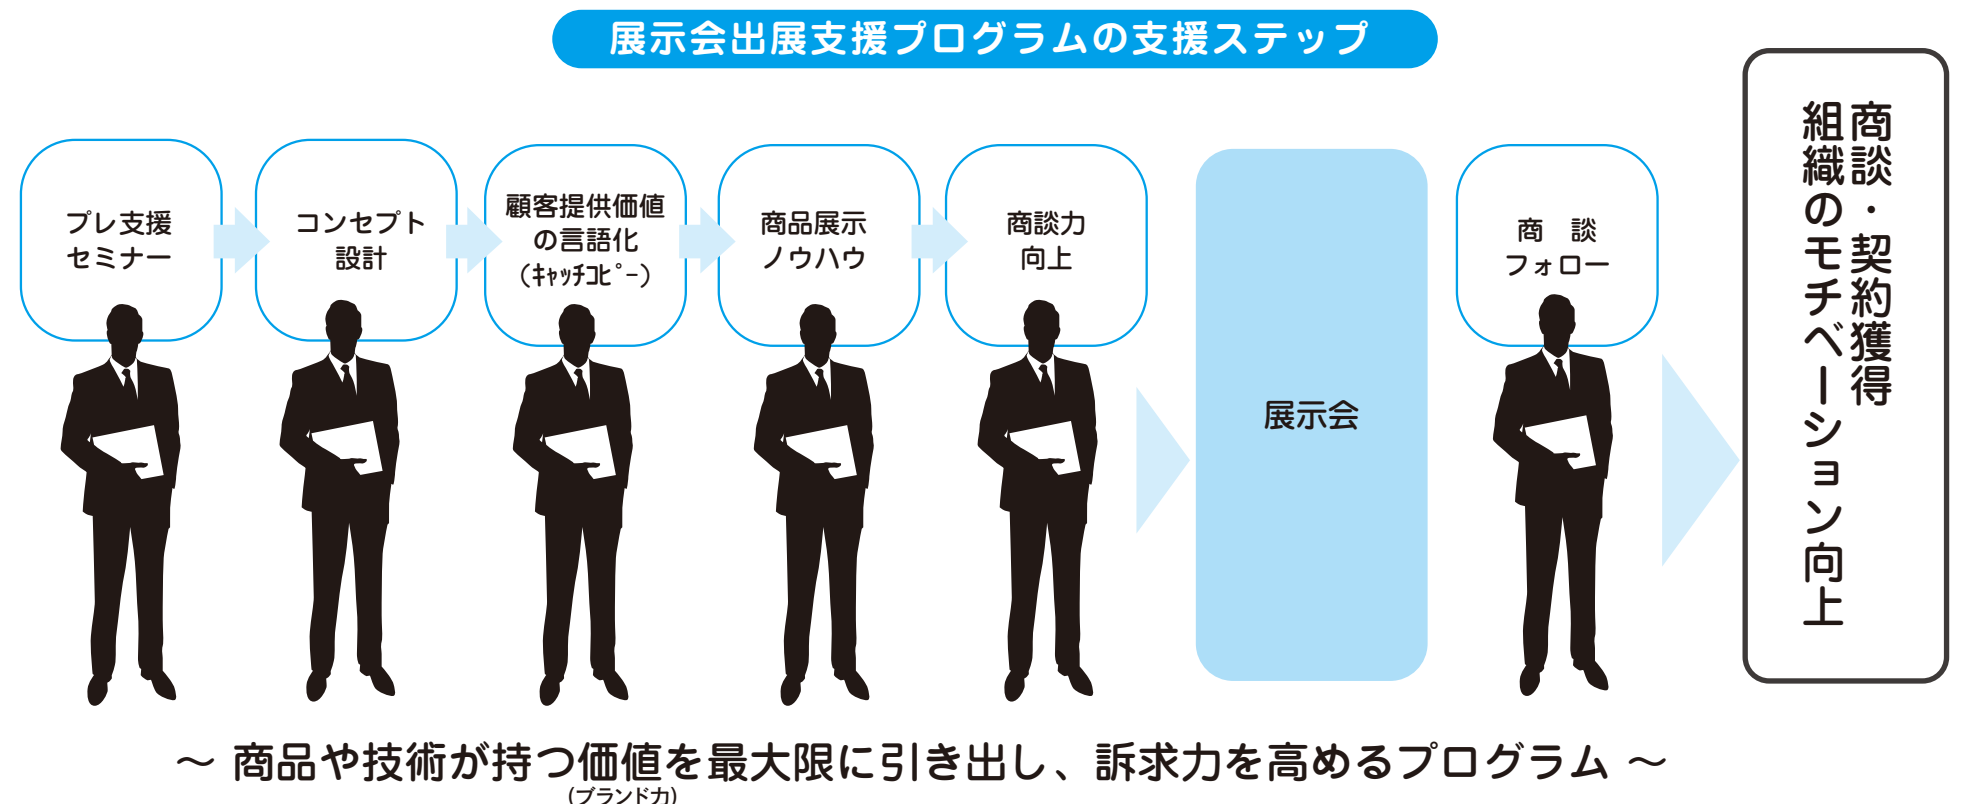 展示会出展支援プログラムの支援ステップ
プレ支援
セミナー
コンセプト
設計
顧客提供価値
の言語化
（ｷｬｯﾁｺﾋﾟｰ）
商品展示
ノウハウ
商談力
向上
展示会
商　談
フォロー
商談・契約獲得
組織のモチベーション向上
～ 商品や技術が持つ価値を最大限に引き出し、訴求力を高めるプログラム ～
(ブランド力)